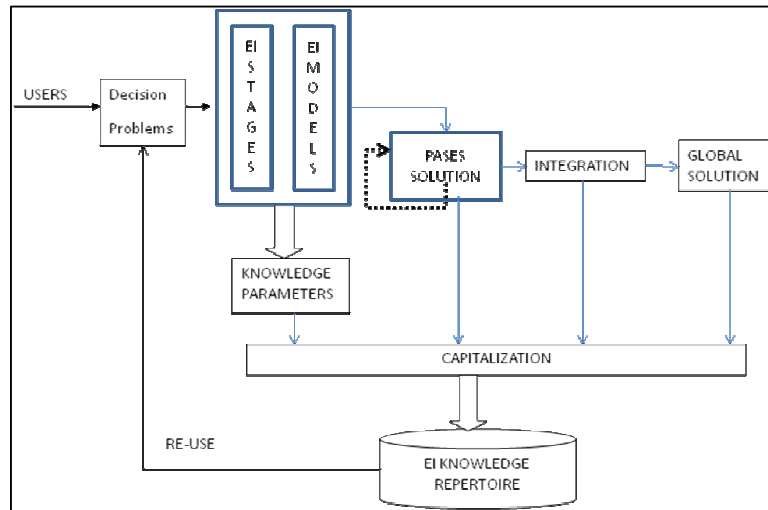 USERS
Decision
Problems
EI
STAGES
EI
MODELS
PASES
SOLUTION
INTEGRATION
GLOBAL
SOLUTION
KNOWLEDGE
PARAMETERS
CAPITALIZATION
RE-USE
EI KNOWLEDGE
REPERTOIRE